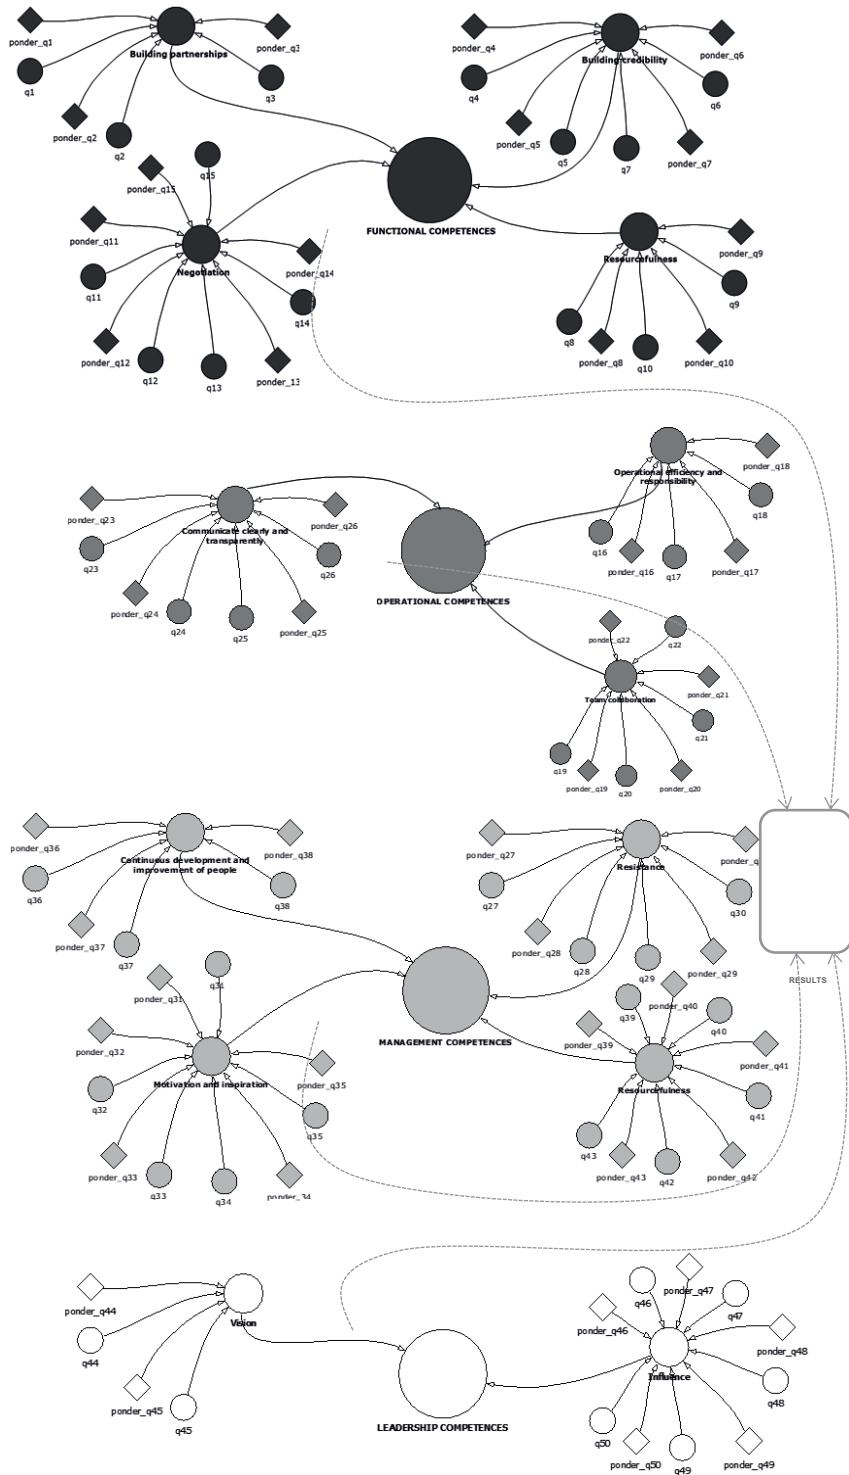 ponder_q1
Building partnerships
ponder_q3
q1
q3
ponder_q2
q2
ponder_q4
Building credibility
ponder_q6
q4
q6
ponder_q5
q5
q7
ponder_q7
ponder_q15
q15
FUNCTIONAL COMPETENCES
ponder_q11
Negotiation
ponder_q14
q11
q14
ponder_q12
q12
q13
ponder_13
ponder_q9
Resourcefulness
q9
q8
ponder_q8
q10
ponder_q10
ponder_q23
Communicate clearly and
transparently
ponder_q26
q23
q26
ponder_q24
q24
q25
ponder_q25
OPERATIONAL COMPETENCES
Operational efficiency and
responsibility
ponder_q18
q18
q16
ponder_q16
q17
ponder_q17
ponder_q22
q22
Team collaboration
ponder_q21
q21
q19
ponder_q19
q20
ponder_q20
ponder_q36
Continuous development and
improvement of people
ponder_q38
q36
q38
ponder_q37
q37
ponder_q27
Resistance
ponder_q
q27
q30
ponder_q28
q28
q29
ponder_q29
RESULTS
ponder_q31
q31
MANAGEMENT COMPETENCES
ponder_q32
Motivation and inspiration
ponder_q35
q32
q35
ponder_q33
q33
q34
ponder_34
q39
ponder_q40
q40
ponder_q39
ponder_q41
Resourcefulness
q41
q43
ponder_q43
q42
ponder_q42
ponder_q44
Vision
q44
ponder_q45
q45
LEADERSHIP COMPETENCES
q46
ponder_q47
q47
ponder_q46
ponder_q48
Influence
q48
q50
ponder_q50
q49
ponder_q49